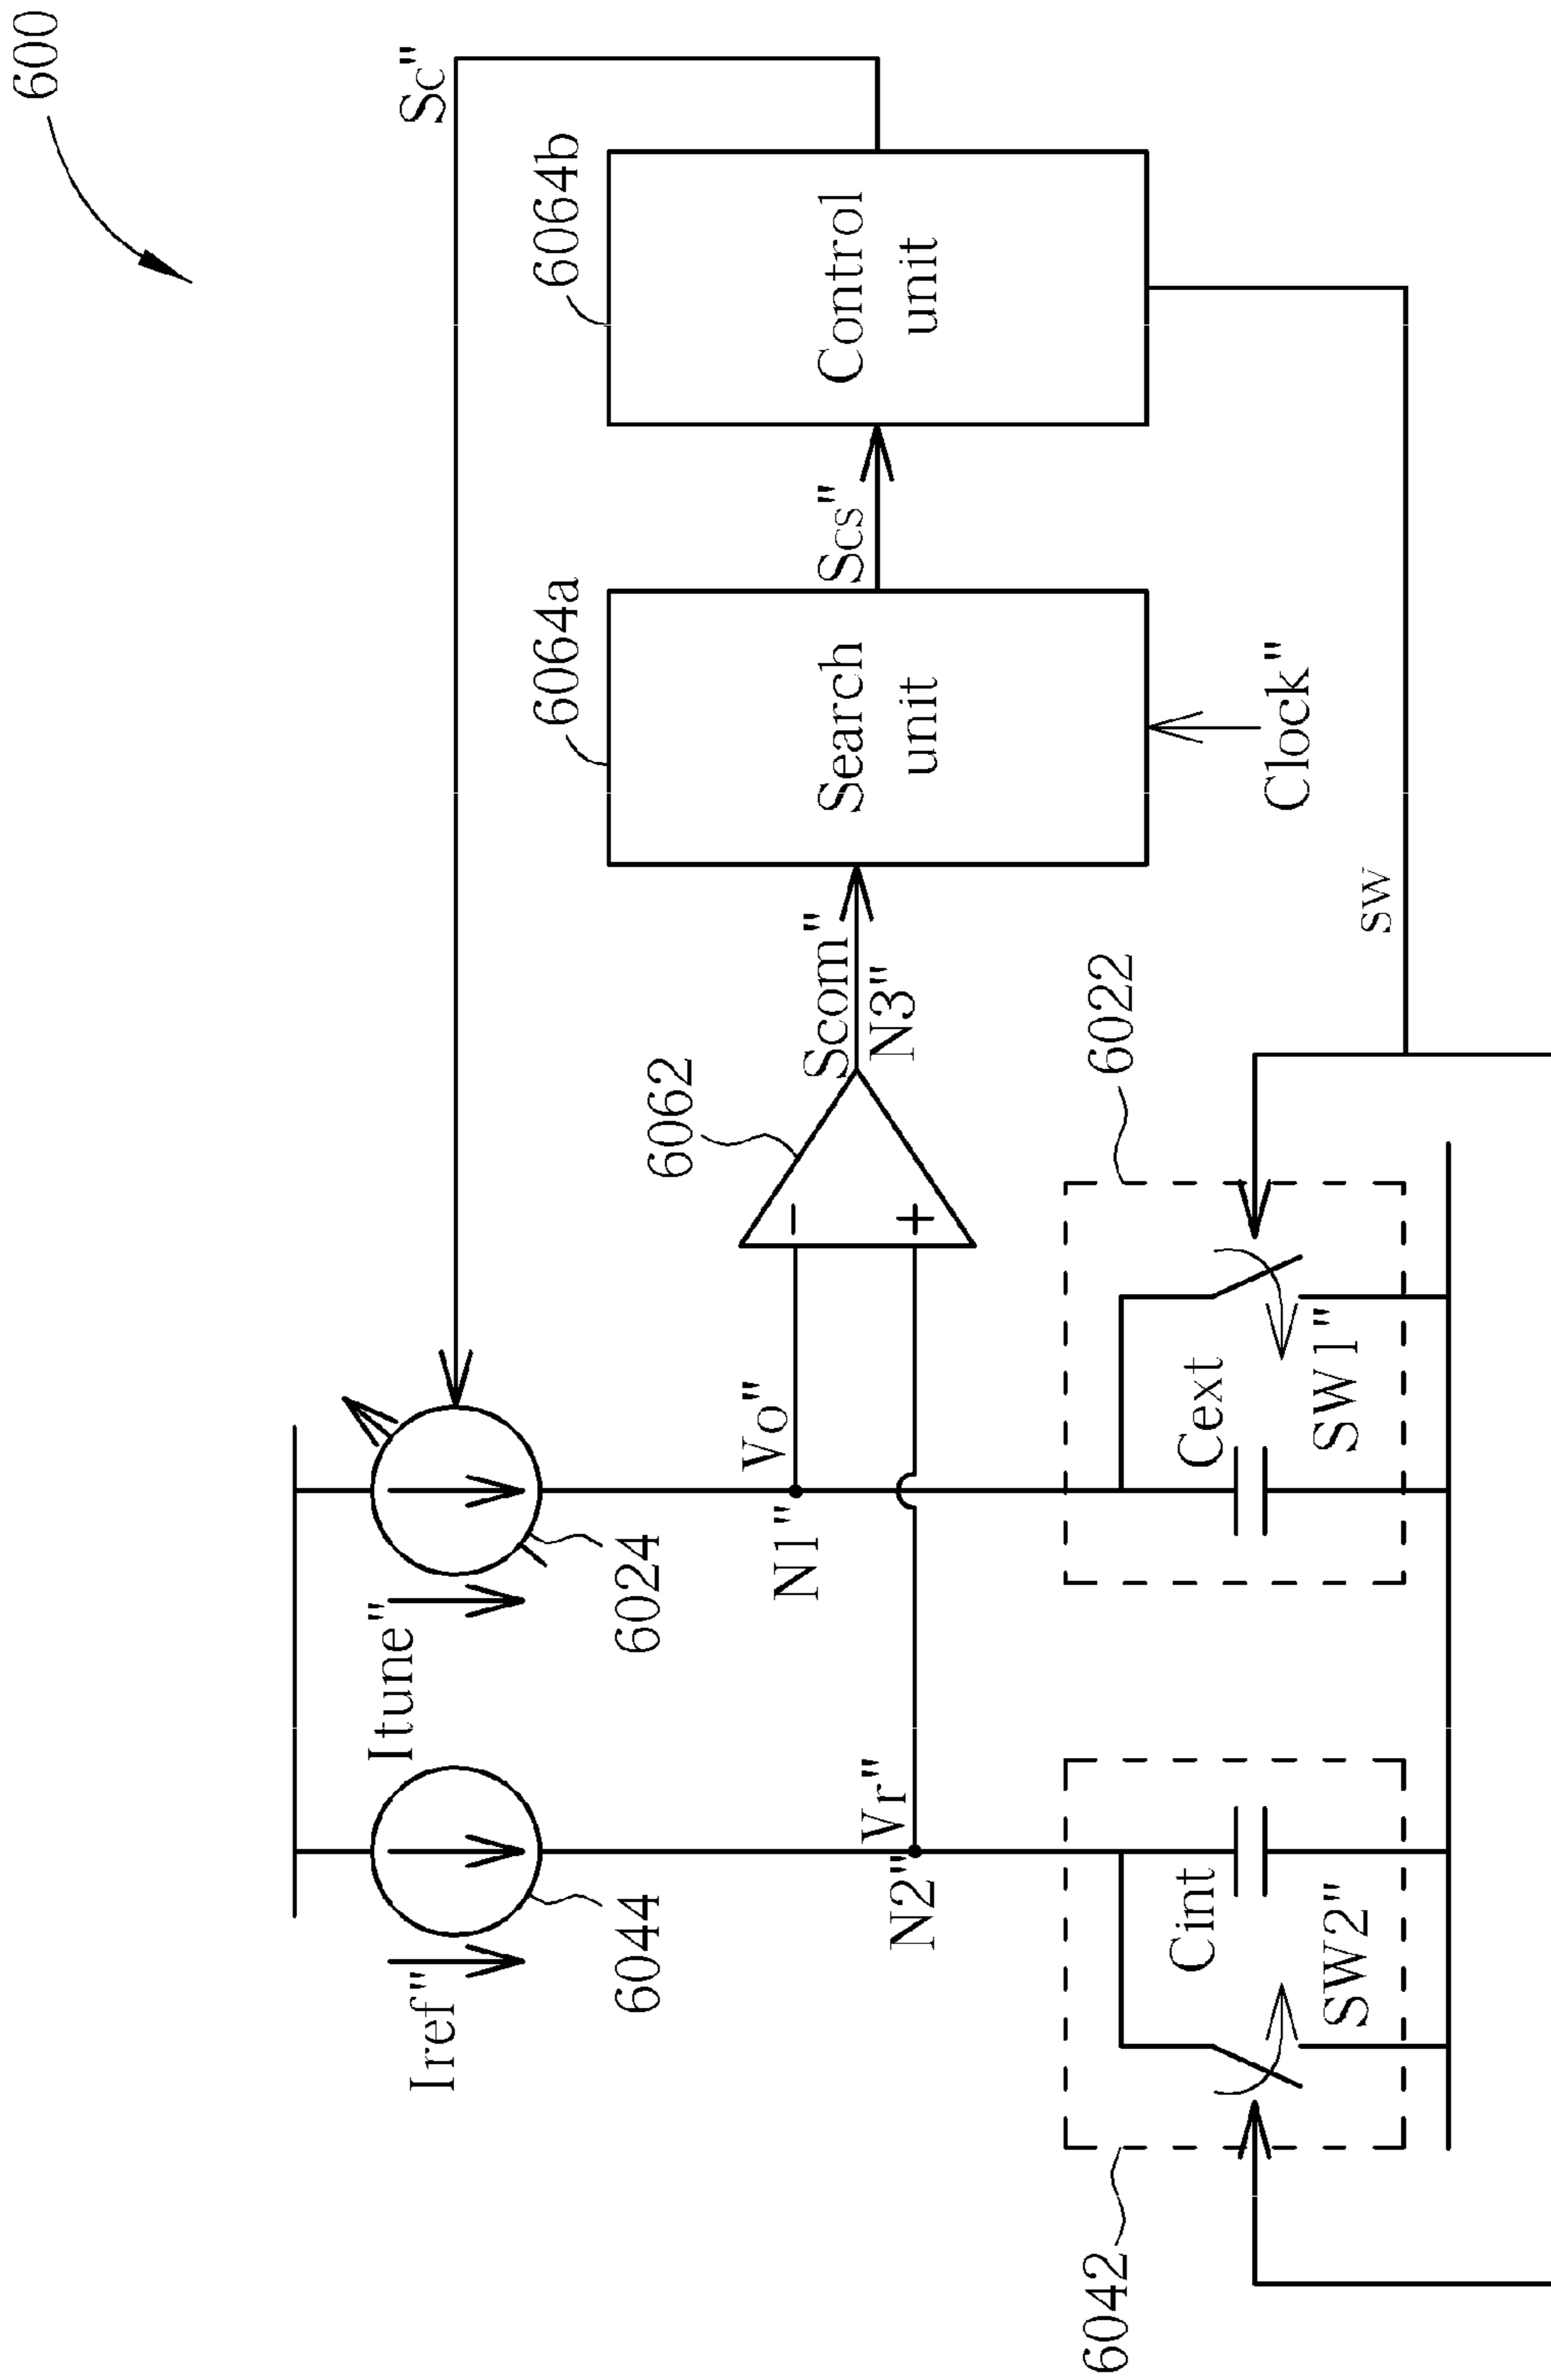 600
Sc"
Iref"
Itune"
6044
6024
6062
6064a
6064b
Vo"
N1"
Vr"
N2"
−
+
Scom"
N3"
Search
unit
Scs"
Control
unit
Clock"
6042
6022
Cint
SW2"
Cext
SW1"
sw